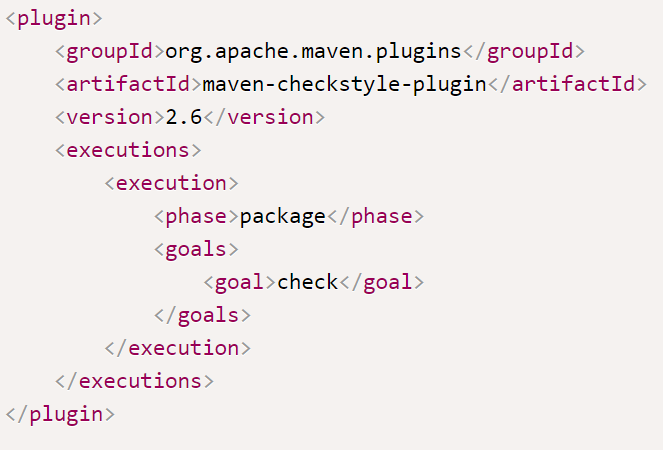 <plugin>
    <groupId>org.apache.maven.plugins</groupId>
    <artifactId>maven-checkstyle-plugin</artifactId>
    <version>2.6</version>
    <executions>
        <execution>
            <phase>package</phase>
            <goals>
                <goal>check</goal>
            </goals>
        </execution>
    </executions>
</plugin>